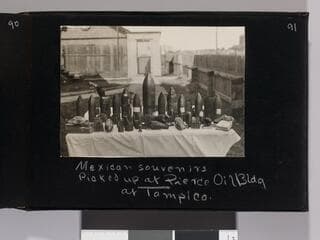 90
91
Mexican souvenirs
Picked up at Pierce Oil Bldg
at Tampico.